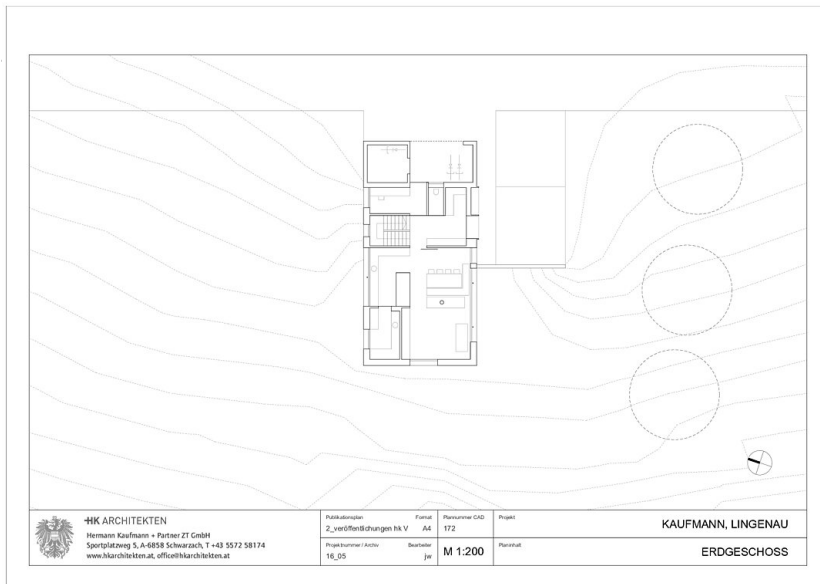 HK ARCHITEKTEN
Hermann Kaufmann + Partner ZT GmbH
Sportplatzweg 5, A-6858 Schwarzach, T +43 5572 58174
www.hkarchitekten.at, office@hkarchitekten.at
Publikationsplan Format
2_veröffentlichungen hk V A4
Projektnummer / Archiv Bearbeiter
16_05 jw
Plannummer CAD
172
M 1:200
Projekt
KAUFMANN, LINGENAU
Planinhalt
ERDGESCHOSS